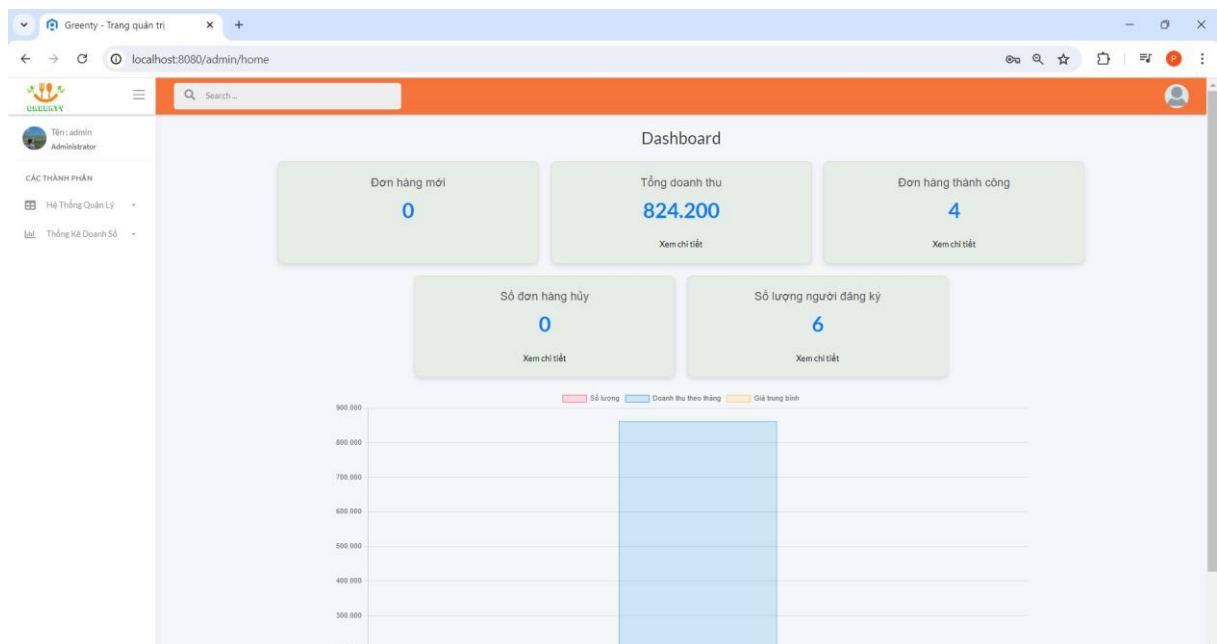 Greenty - Trang quản trị
localhost:8080/admin/home
P
GREENTY
Search ...
Tên : admin
Administrator
CÁC THÀNH PHẦN
Hệ Thống Quản Lý
Thống Kê Doanh Số
Dashboard
Đơn hàng mới
0
Tổng doanh thu
824.200
Xem chi tiết
Đơn hàng thành công
4
Xem chi tiết
Số đơn hàng hủy
0
Xem chi tiết
Số lượng người đăng ký
6
Xem chi tiết
Số lượng Doanh thu theo tháng Giá trung bình
900.000
800.000
700.000
600.000
500.000
400.000
300.000